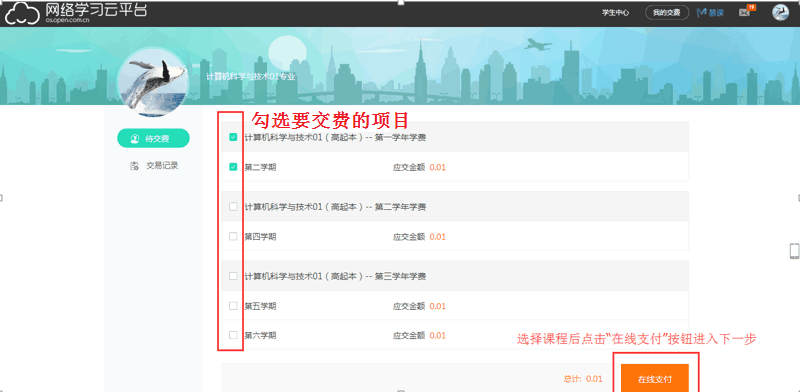 网络学习云平台
osopen.com.cn
学生中心 我的交费 慕课 19
计算机科学与技术01专业
勾选要交费的项目
待交费
交易记录
计算机科学与技术01（高起本）-- 第一学年学费
第二学期 应交金额 0.01
计算机科学与技术01（高起本）-- 第二学年学费
第四学期 应交金额 0.01
计算机科学与技术01（高起本）-- 第三学年学费
第五学期 应交金额 0.01
第六学期 应交金额 0.01
选择课程后点击“在线支付”按钮进入下一步
总计: 0.01 在线支付